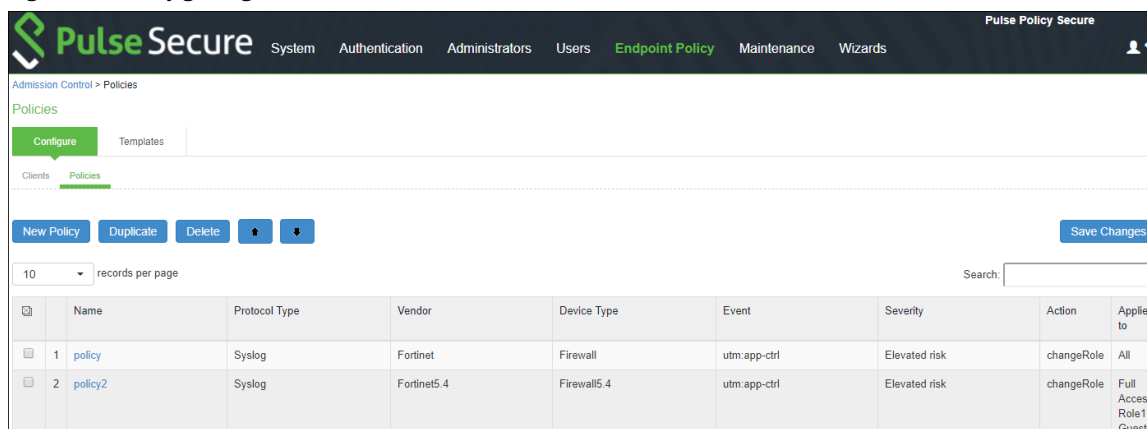 Pulse Policy Secure
Pulse Secure System Authentication Administrators Users Endpoint Policy Maintenance Wizards
Admission Control > Policies
Policies
Configure Templates
Clients Policies
New Policy Duplicate Delete Save Changes
10 records per page Search:
Name Protocol Type Vendor Device Type Event Severity Action Applie
to
1 policy Syslog Fortinet Firewall utm:app-ctrl Elevated risk changeRole All
2 policy2 Syslog Fortinet5.4 Firewall5.4 utm:app-ctrl Elevated risk changeRole Full
Acces
Role1